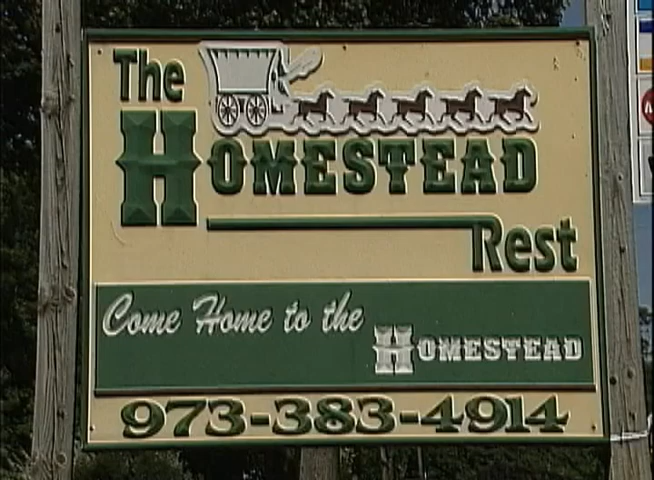 The
HOMESTEAD
Rest
Come Home to the
HOMESTEAD
973-383-4914